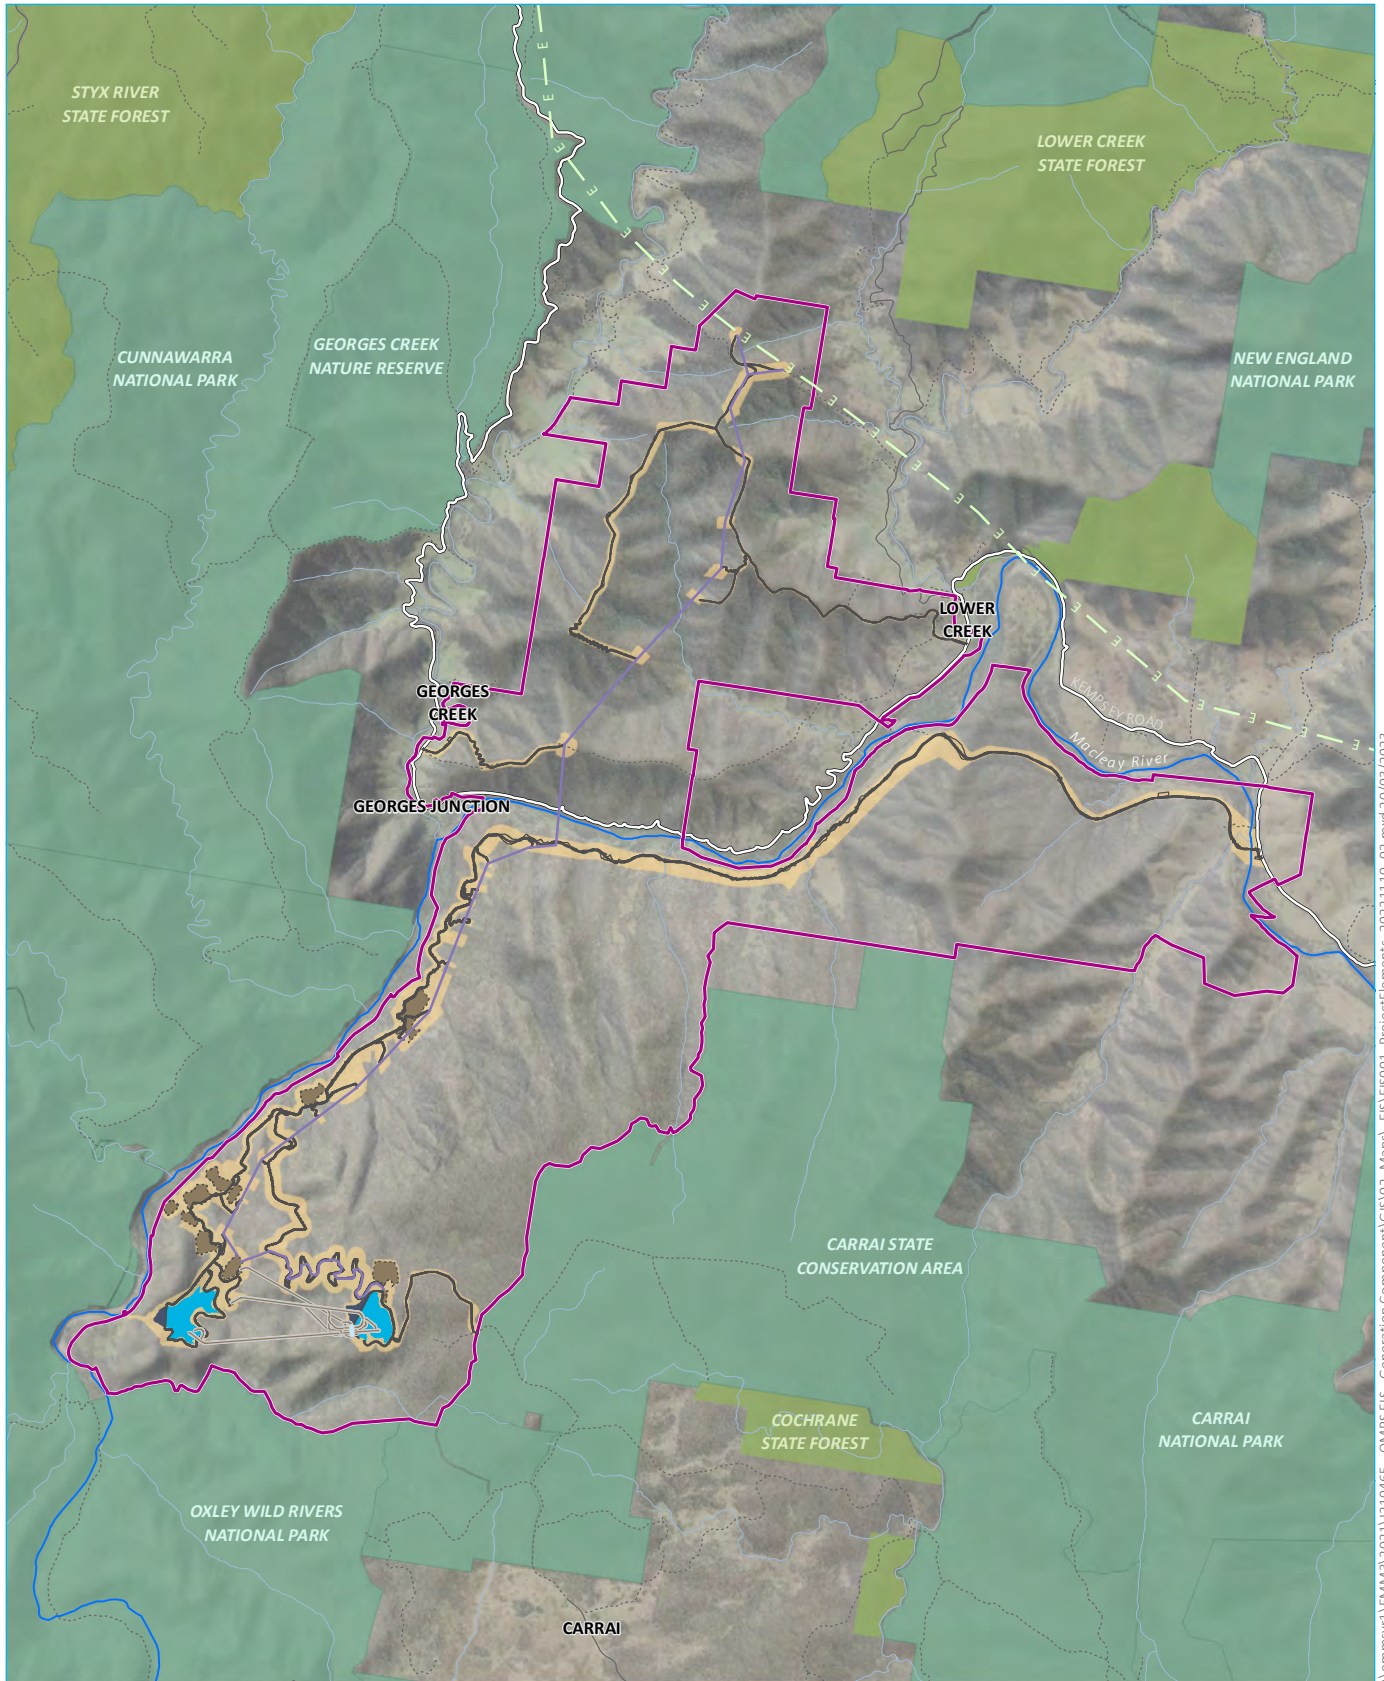 STYX RIVER
STATE FOREST
LOWER CREEK
STATE FOREST
CUNNAWARRA
NATIONAL PARK
GEORGES CREEK
NATURE RESERVE
NEW ENGLAND
NATIONAL PARK
LOWER
CREEK
GEORGES
CREEK
KEMPSEY ROAD
Macleay River
GEORGES JUNCTION
CARRAI STATE
CONSERVATION AREA
COCHRANE
STATE FOREST
CARRAI
NATIONAL PARK
OXLEY WILD RIVERS
NATIONAL PARK
CARRAI
E E E E E E E E E E E E E E E E E E E E